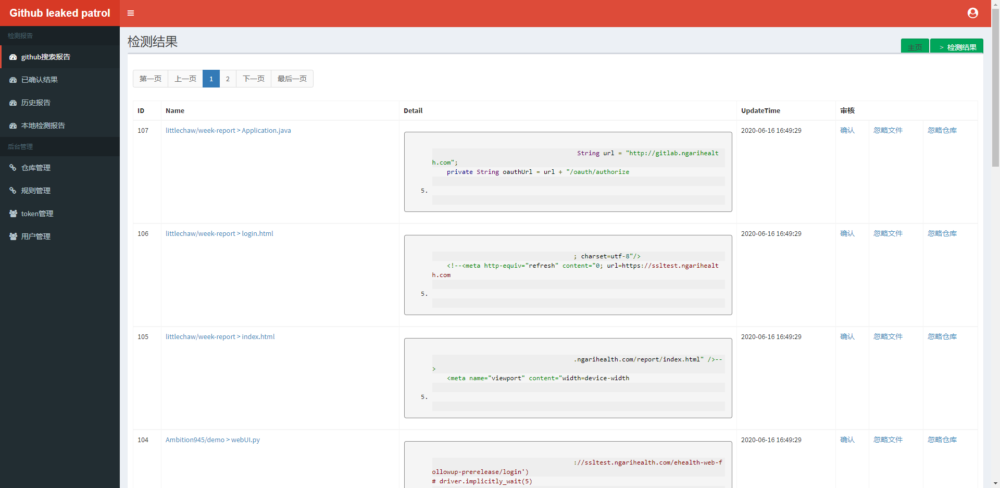 Github leaked patrol
检测报告
github搜索报告
已确认结果
历史报告
本地检测报告
后台管理
仓库管理
规则管理
token管理
用户管理
检测结果
主页 > 检测结果
第一页 上一页 1 2 下一页 最后一页
ID Name Detail UpdateTime 审核
107 littlechaw/week-report > Application.java 2020-06-16 16:49:29 确认 忽略文件 忽略仓库
String url = "http://gitlab.ngarihealt
h.com";
private String oauthUrl = url + "/oauth/authorize
5.
106 littlechaw/week-report > login.html 2020-06-16 16:49:29 确认 忽略文件 忽略仓库
; charset=utf-8"/>
<!--<meta http-equiv="refresh" content="0; url=https://ssltest.ngarihealt
h.com
5.
105 littlechaw/week-report > index.html 2020-06-16 16:49:29 确认 忽略文件 忽略仓库
.ngarihealth.com/report/index.html" />--
>
<meta name="viewport" content="width=device-width
5.
104 Ambition945/demo > webUI.py 2020-06-16 16:49:29 确认 忽略文件 忽略仓库
://ssltest.ngarihealth.com/ehealth-web-f
ollowup-prerelease/login')
# driver.implicitly_wait(5)